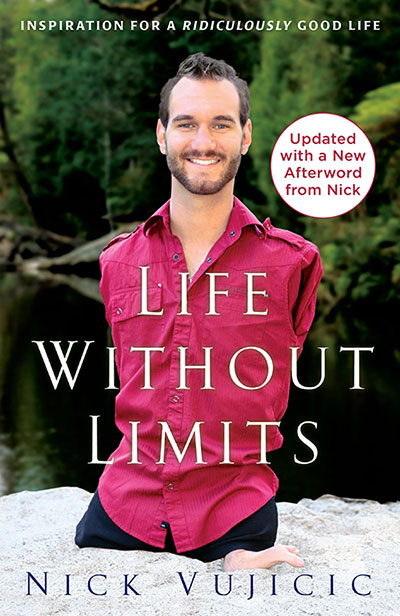 INSPIRATION FOR A RIDICULOUSLY GOOD LIFE
Updated
with a New
Afterword
from Nick
LIFE
WITHOUT
LIMITS
NICK VUJICIC